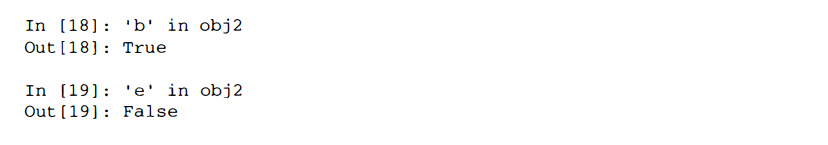 In [18]: 'b' in obj2
Out[18]: True
In [19]: 'e' in obj2
Out[19]: False